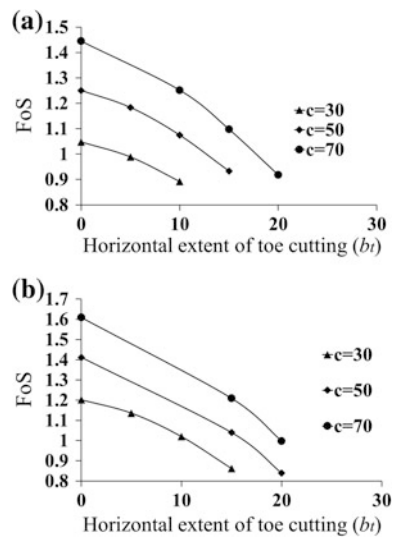 (a)
1.5
1.4
1.3
1.2
1.1
1
0.9
0.8
FoS
c=30
c=50
c=70
0 10 20 30
Horizontal extent of toe cutting (bt)
(b)
1.7
1.6
1.5
1.4
1.3
1.2
1.1
1
0.9
0.8
FoS
c=30
c=50
c=70
0 10 20 30
Horizontal extent of toe cutting (bt)